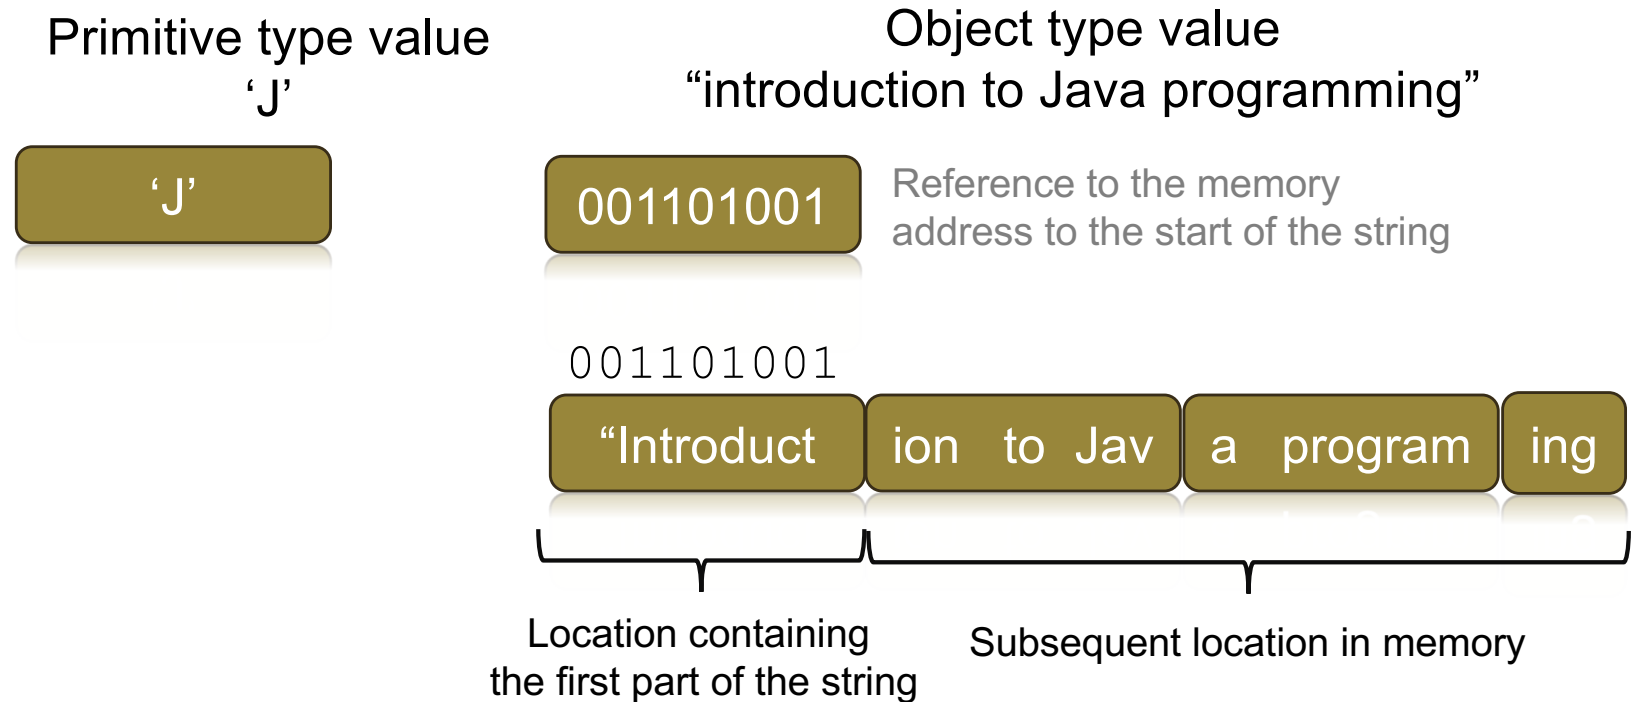 Primitive type value
‘J’
Object type value
“introduction to Java programming”
‘J’
001101001
Reference to the memory
address to the start of the string
001101001
“Introduct
ion to Jav
a program
ing
Location containing
the first part of the string
Subsequent location in memory